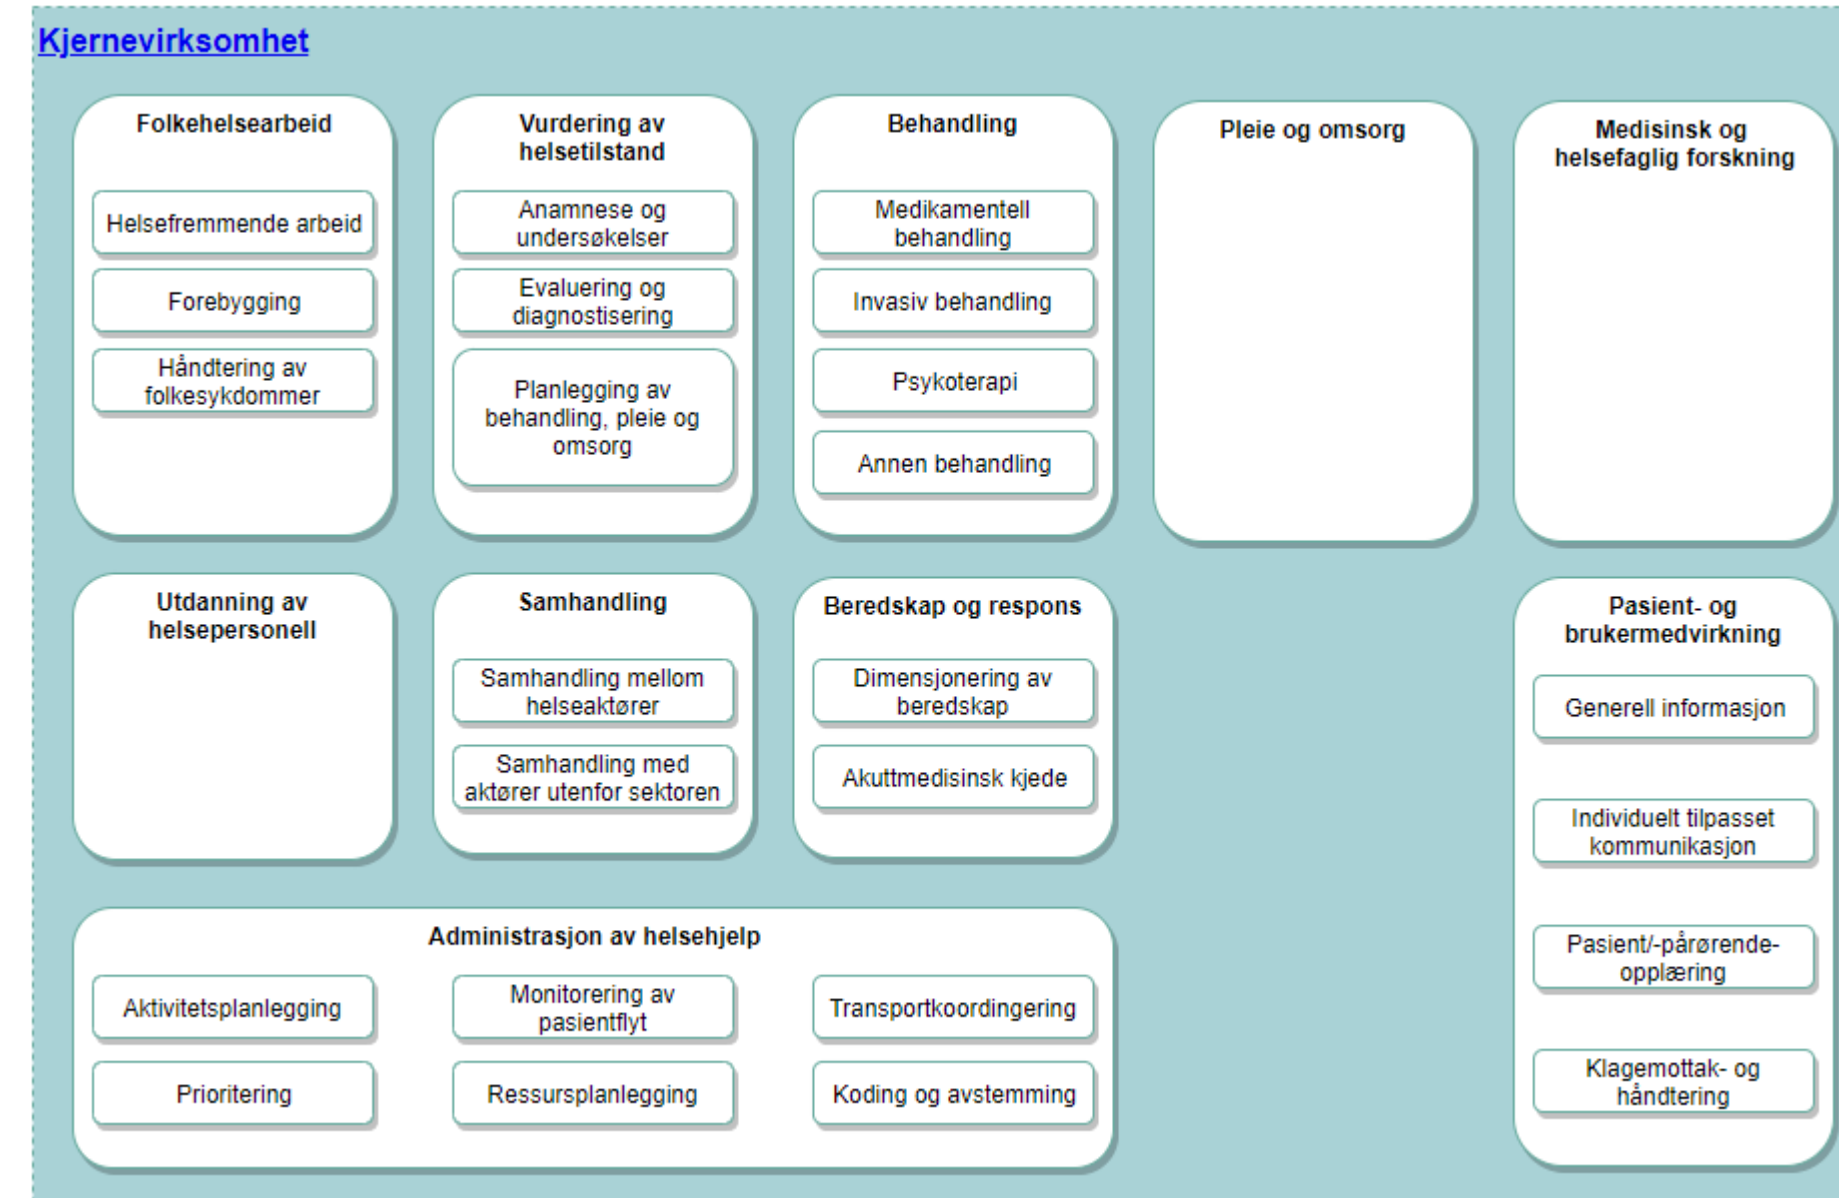 Kjernevirksomhet
Folkehelsearbeid
Helsefremmende arbeid
Forebygging
Håndtering av
folkesykdommer
Vurdering av
helsetilstand
Anamnese og
undersøkelser
Evaluering og
diagnostisering
Planlegging av
behandling, pleie og
omsorg
Behandling
Medikamentell
behandling
Invasiv behandling
Psykoterapi
Annen behandling
Pleie og omsorg
Medisinsk og
helsefaglig forskning
Utdanning av
helsepersonell
Samhandling
Samhandling mellom
helseaktører
Samhandling med
aktører utenfor sektoren
Beredskap og respons
Dimensjonering av
beredskap
Akuttmedisinsk kjede
Pasient- og
brukermedvirkning
Generell informasjon
Individuelt tilpasset
kommunikasjon
Pasient/-pårørende-
opplæring
Klagemottak- og
håndtering
Administrasjon av helsehjelp
Aktivitetsplanlegging
Monitorering av
pasientflyt
Transportkoordingering
Prioritering
Ressursplanlegging
Koding og avstemming